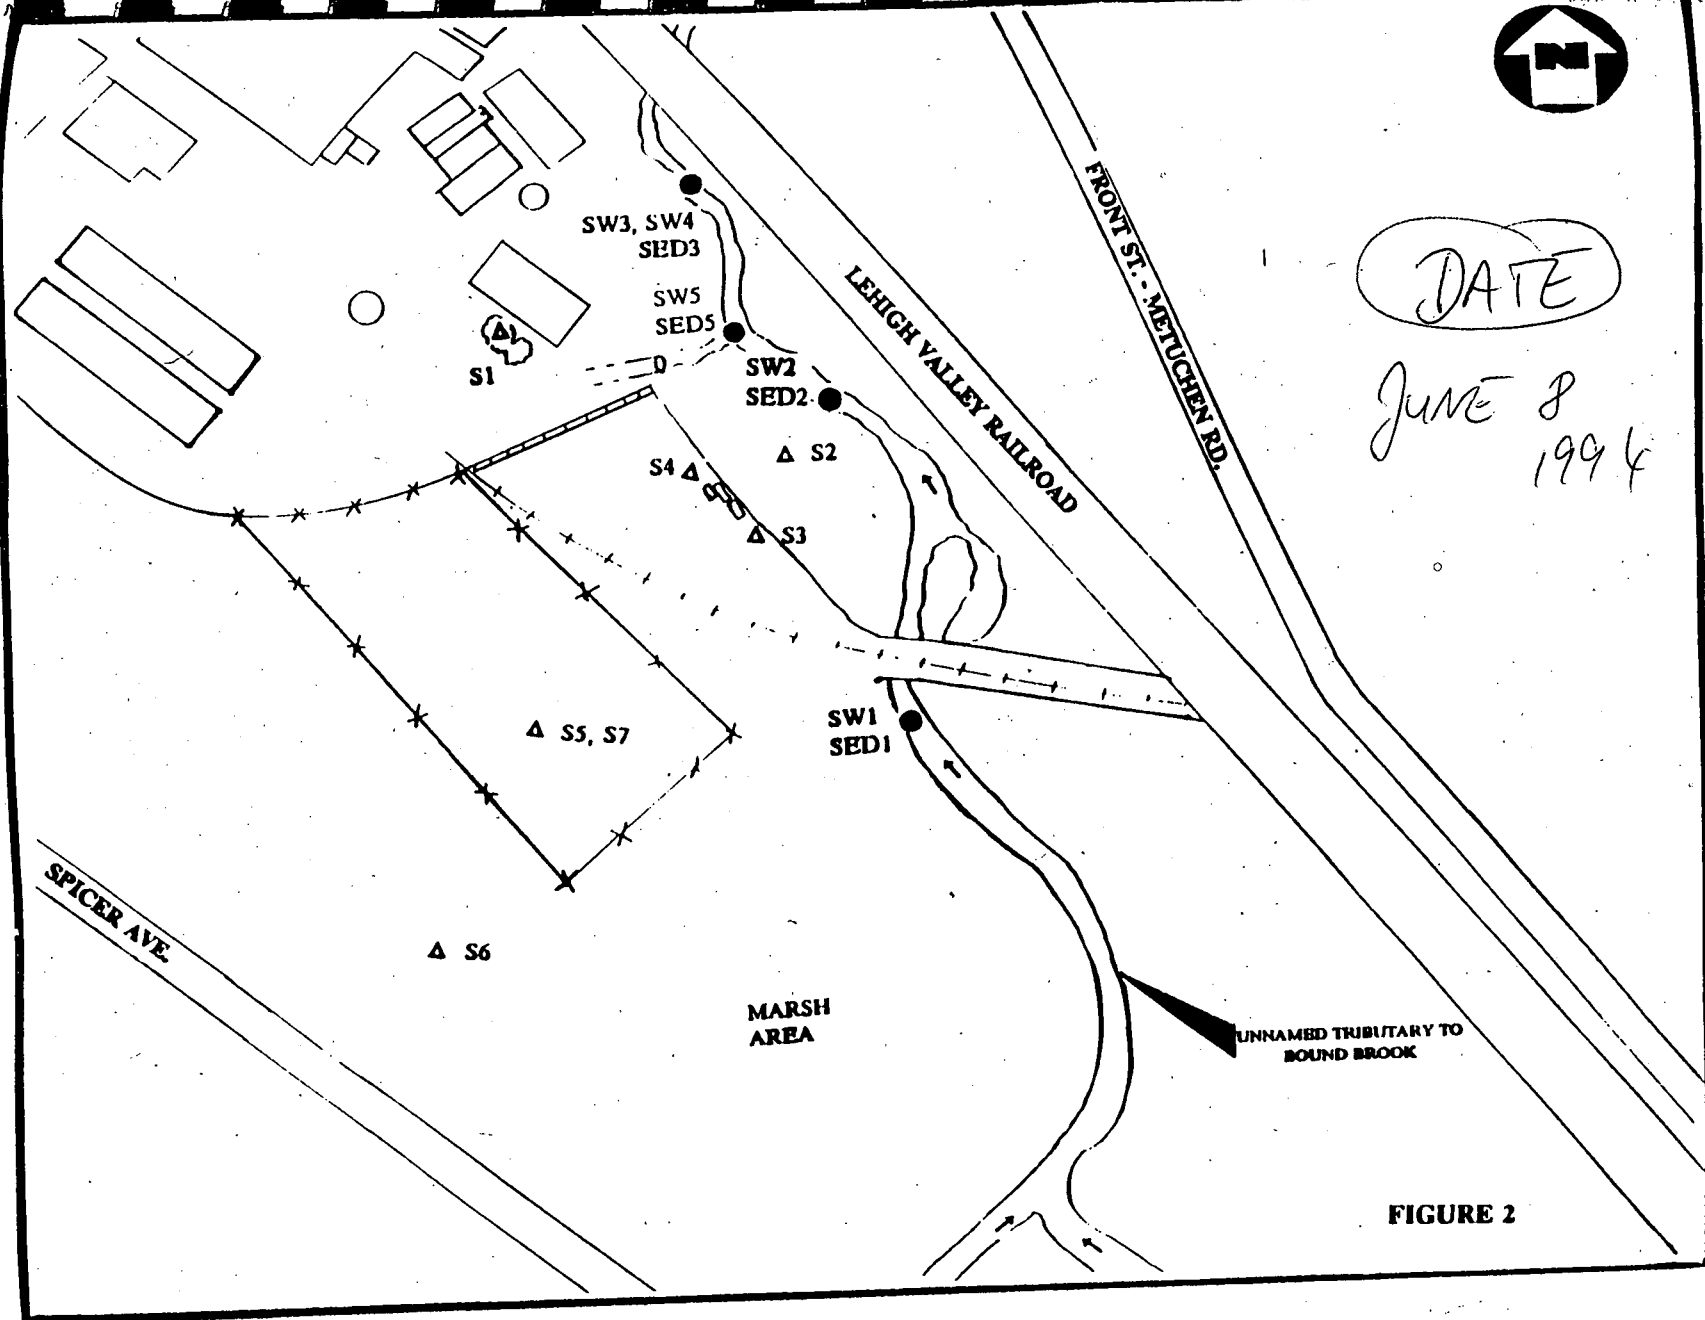 N
SW3, SW4
SED3
SW5
SED5
S1
SW2
SED2
S2
S4
S3
LEHIGH VALLEY RAILROAD
FRONT ST. - METUCHEN RD.
DATE
JUNE 8
1994
S5, S7
SW1
SED1
SPICER AVE.
S6
MARSH
AREA
UNNAMED TRIBUTARY TO
BOUND BROOK
FIGURE 2